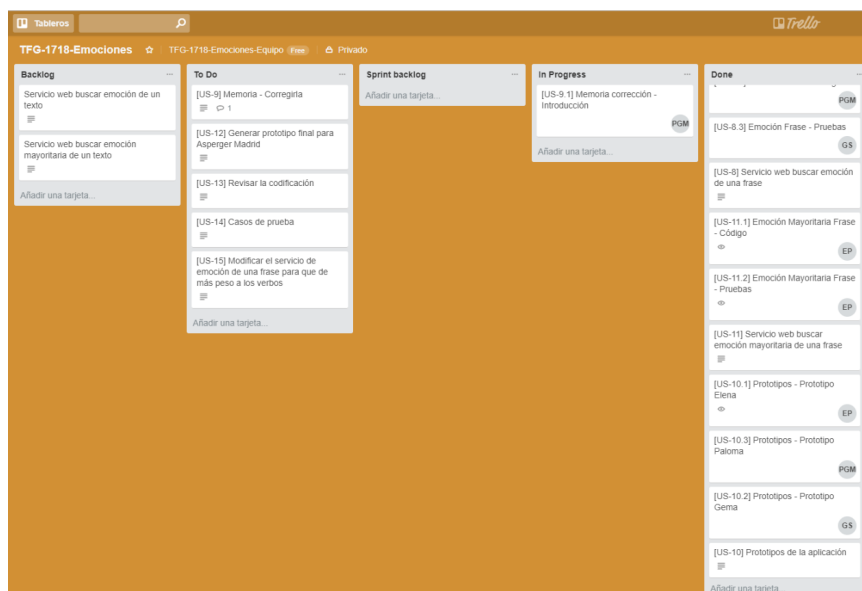 Tableros
Trello
TFG-1718-Emociones
TFG-1718-Emociones-Equipo Free
Privado
Backlog
Servicio web buscar emoción de un
texto
Servicio web buscar emoción
mayoritaria de un texto
Añadir una tarjeta...
To Do
[US-9] Memoria - Corregirla
1
[US-12] Generar prototipo final para
Asperger Madrid
[US-13] Revisar la codificación
[US-14] Casos de prueba
[US-15] Modificar el servicio de
emoción de una frase para que de
más peso a los verbos
Añadir una tarjeta...
Sprint backlog
Añadir una tarjeta...
In Progress
[US-9.1] Memoria corrección -
Introducción
PGM
Añadir una tarjeta...
Done
PGM
[US-8.3] Emoción Frase - Pruebas
GS
[US-8] Servicio web buscar emoción
de una frase
[US-11.1] Emoción Mayoritaria Frase
- Código
EP
[US-11.2] Emoción Mayoritaria Frase
- Pruebas
EP
[US-11] Servicio web buscar
emoción mayoritaria de una frase
[US-10.1] Prototipos - Prototipo
Elena
EP
[US-10.3] Prototipos - Prototipo
Paloma
PGM
[US-10.2] Prototipos - Prototipo
Gema
GS
[US-10] Prototipos de la aplicación
Añadir una tarjeta...